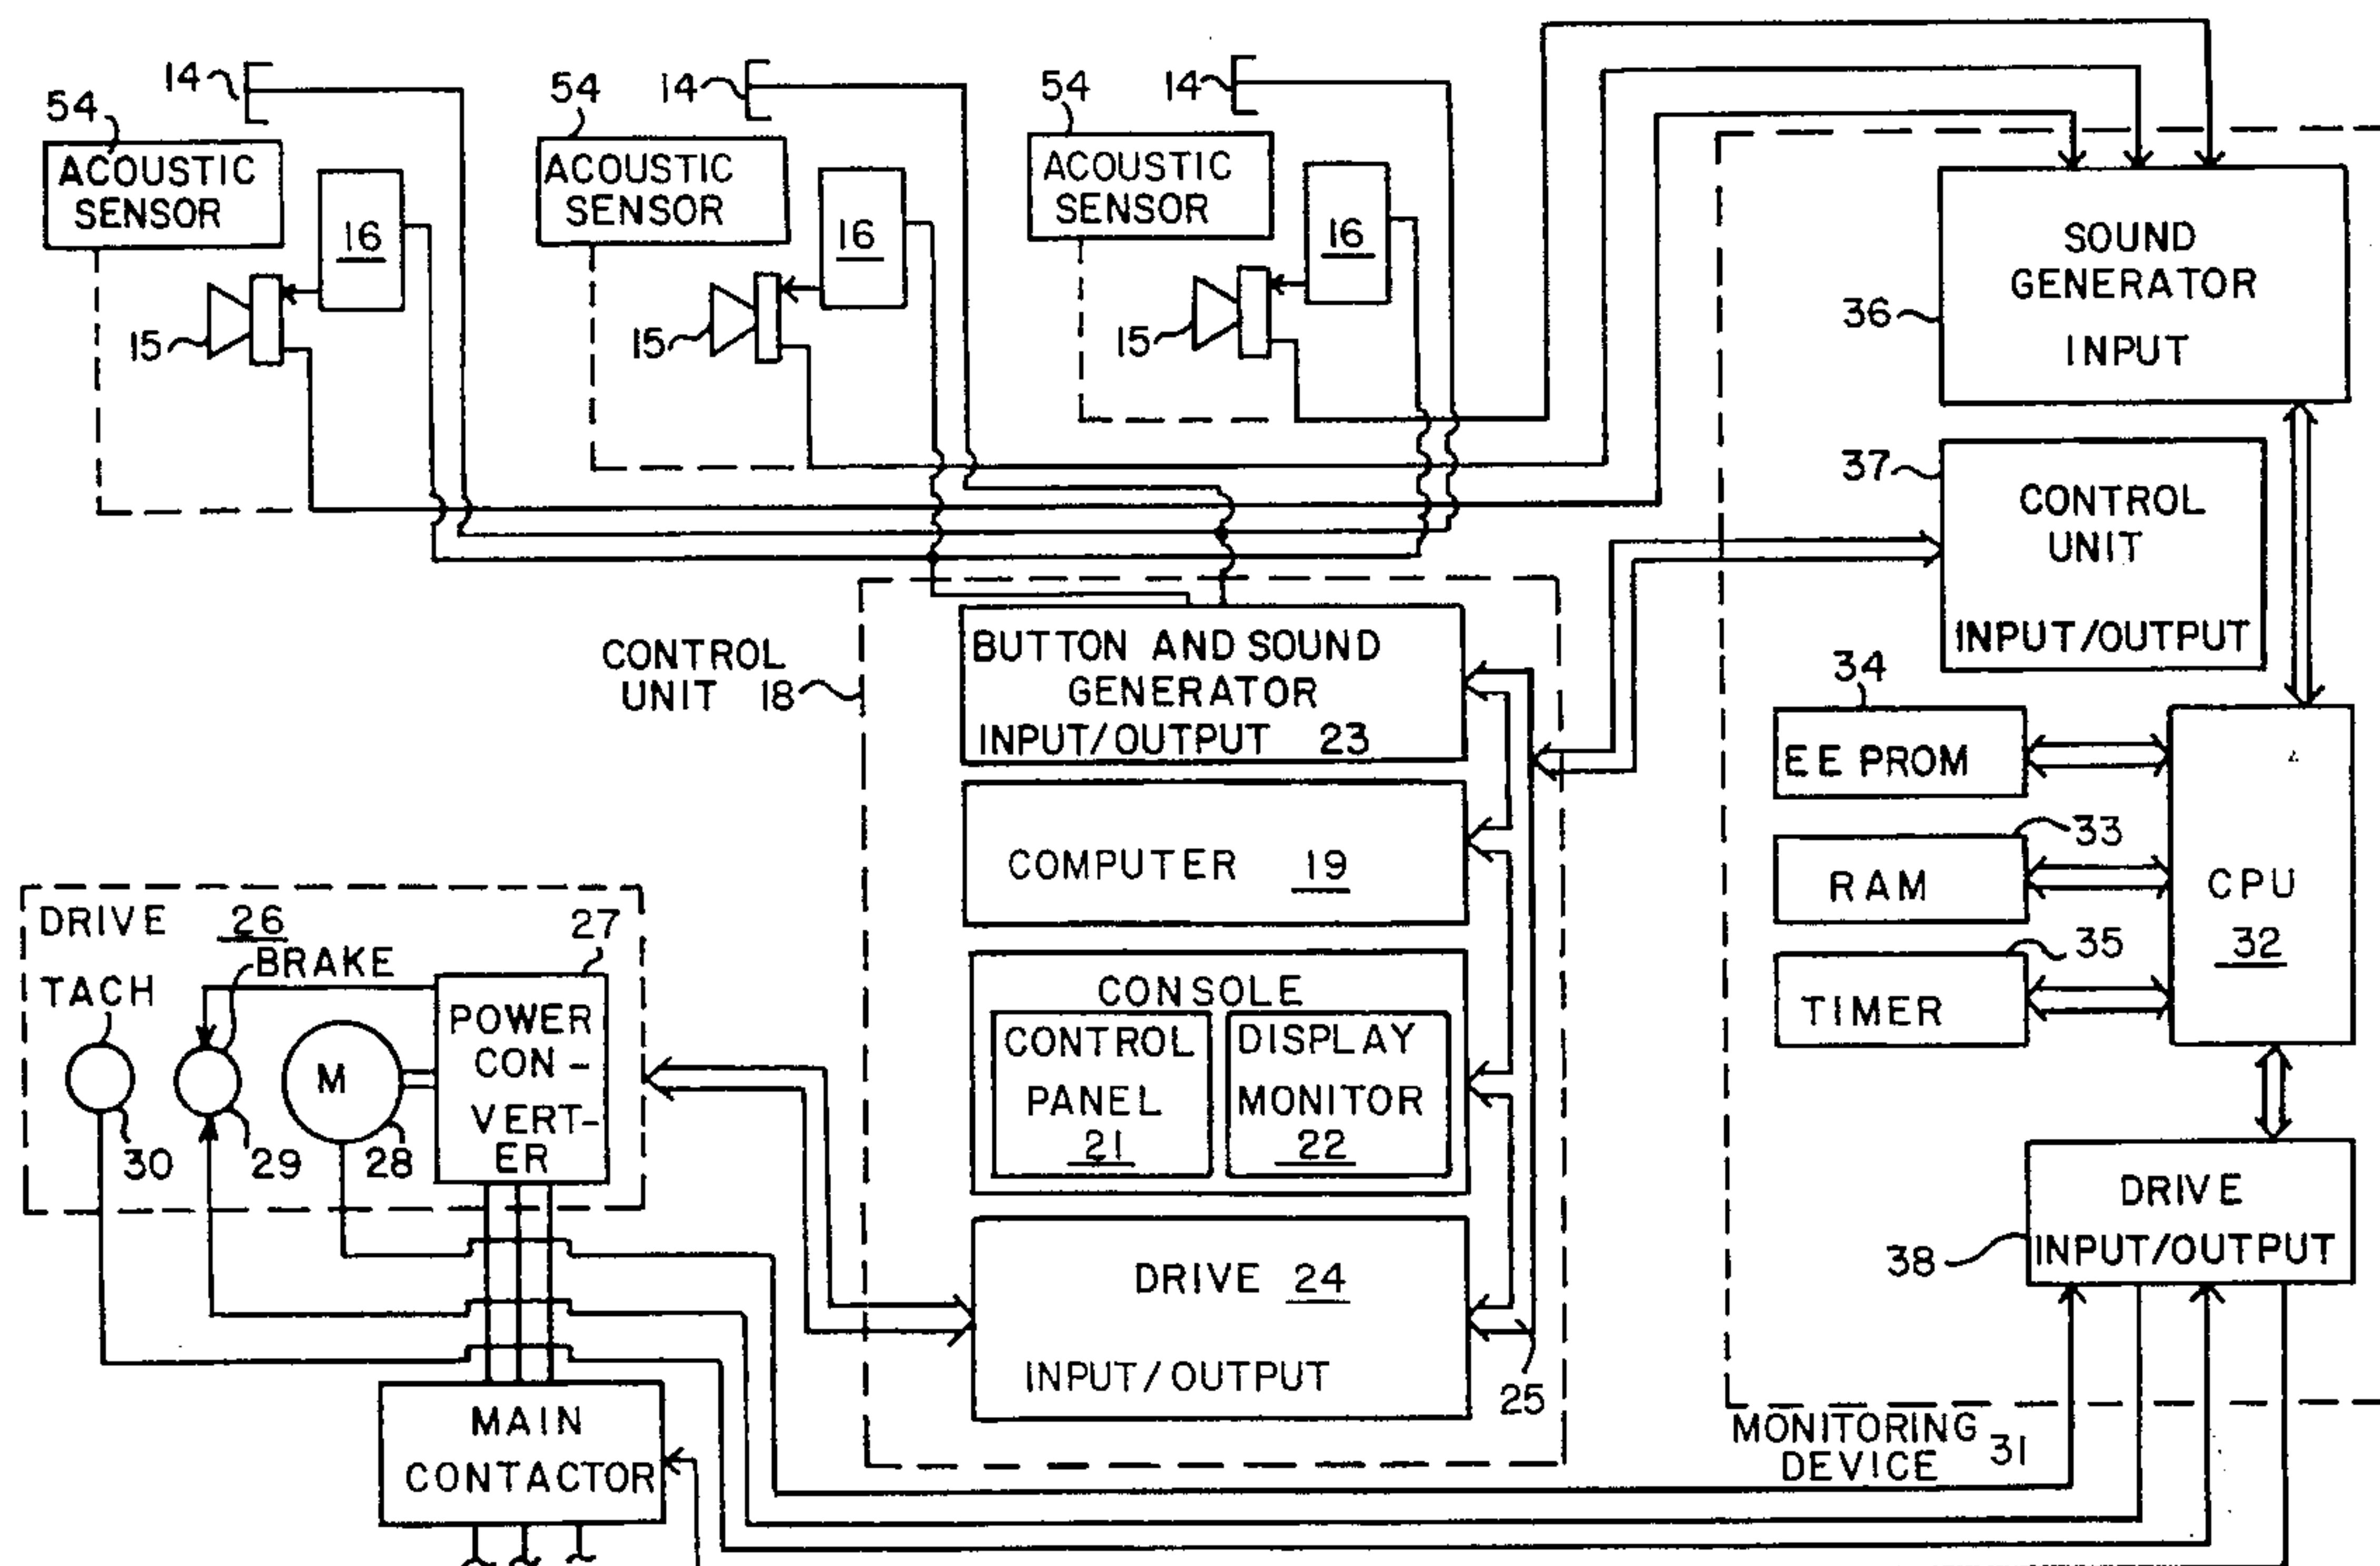 14
54
ACOUSTIC
SENSOR
16
15
14
54
ACOUSTIC
SENSOR
16
15
14
54
ACOUSTIC
SENSOR
16
15
SOUND
GENERATOR
INPUT
36
37
CONTROL
UNIT
INPUT/OUTPUT
CONTROL
UNIT 18
BUTTON AND SOUND
GENERATOR
INPUT/OUTPUT 23
COMPUTER 19
CONSOLE
CONTROL
PANEL
21
DISPLAY
MONITOR
22
DRIVE 24
INPUT/OUTPUT
25
34
EE PROM
33
RAM
35
TIMER
CPU
32
DRIVE
INPUT/OUTPUT
38
MONITORING
DEVICE 31
DRIVE 26
BRAKE
27
TACH
POWER
CON-
VERT-
ER
M
30
29
28
MAIN
CONTACTOR